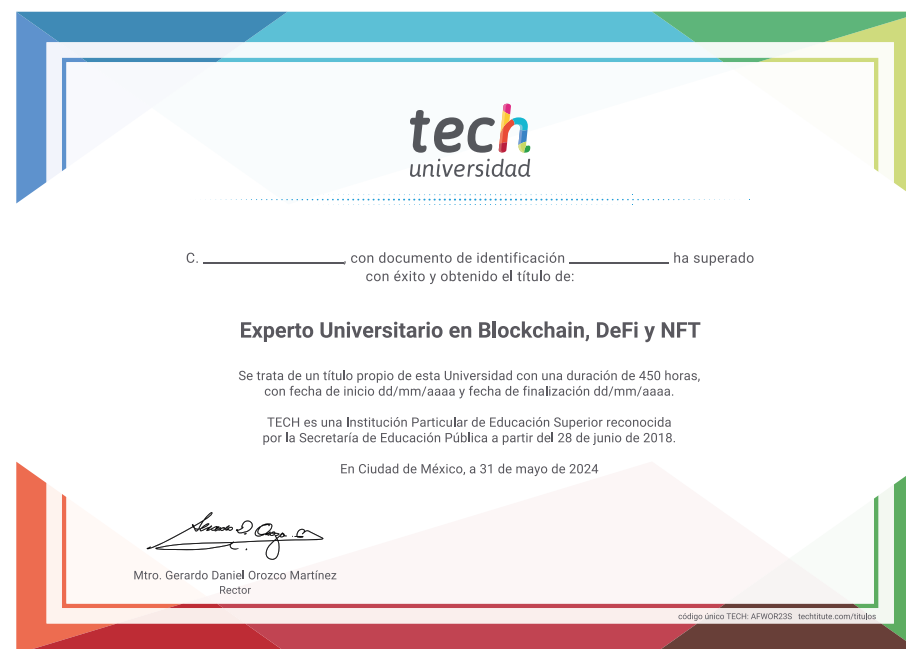 tech
universidad
C. ____________, con documento de identificación ____________ ha superado
con éxito y obtenido el título de:
Experto Universitario en Blockchain, DeFi y NFT
Se trata de un título propio de esta Universidad con una duración de 450 horas,
con fecha de inicio dd/mm/aaaa y fecha de finalización dd/mm/aaaa.
TECH es una Institución Particular de Educación Superior reconocida
por la Secretaría de Educación Pública a partir del 28 de junio de 2018.
En Ciudad de México, a 31 de mayo de 2024
Mtro. Gerardo Daniel Orozco Martínez
Rector
código único TECH: AFWOR23S techtitute.com/titulos